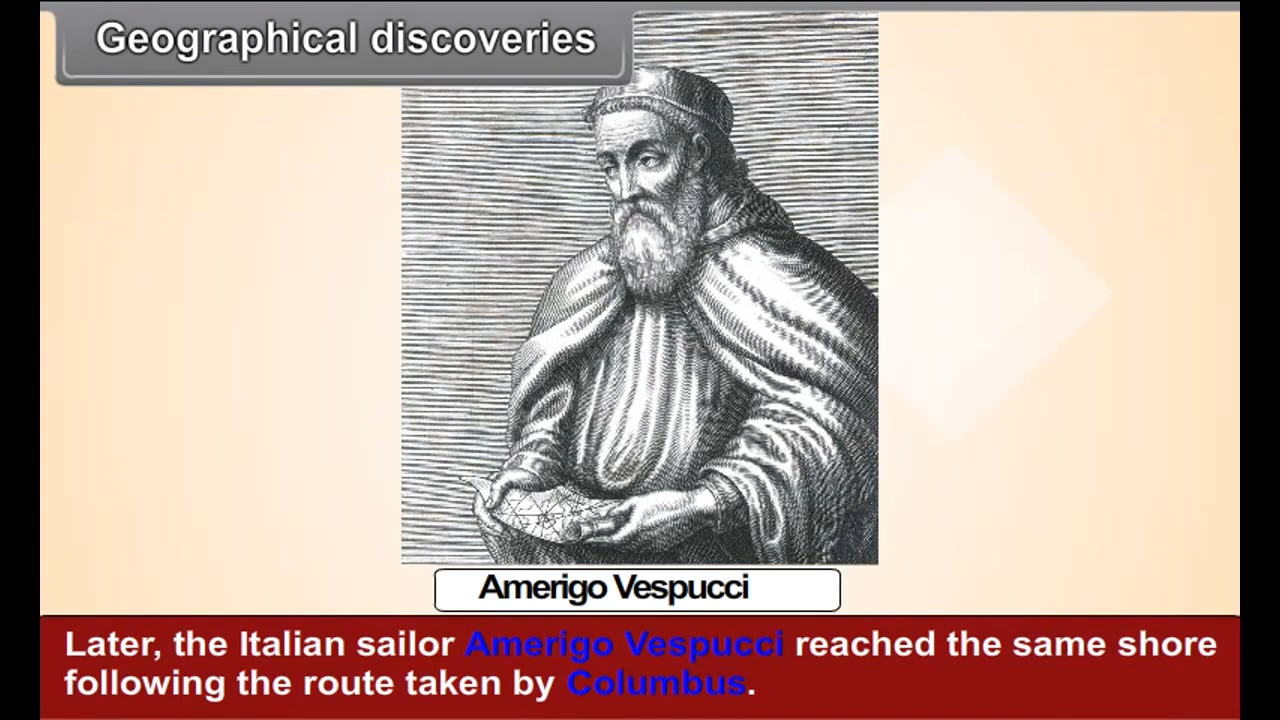 Geographical discoveries
Amerigo Vespucci
Later, the Italian sailor Amerigo Vespucci reached the same shore
following the route taken by Columbus.